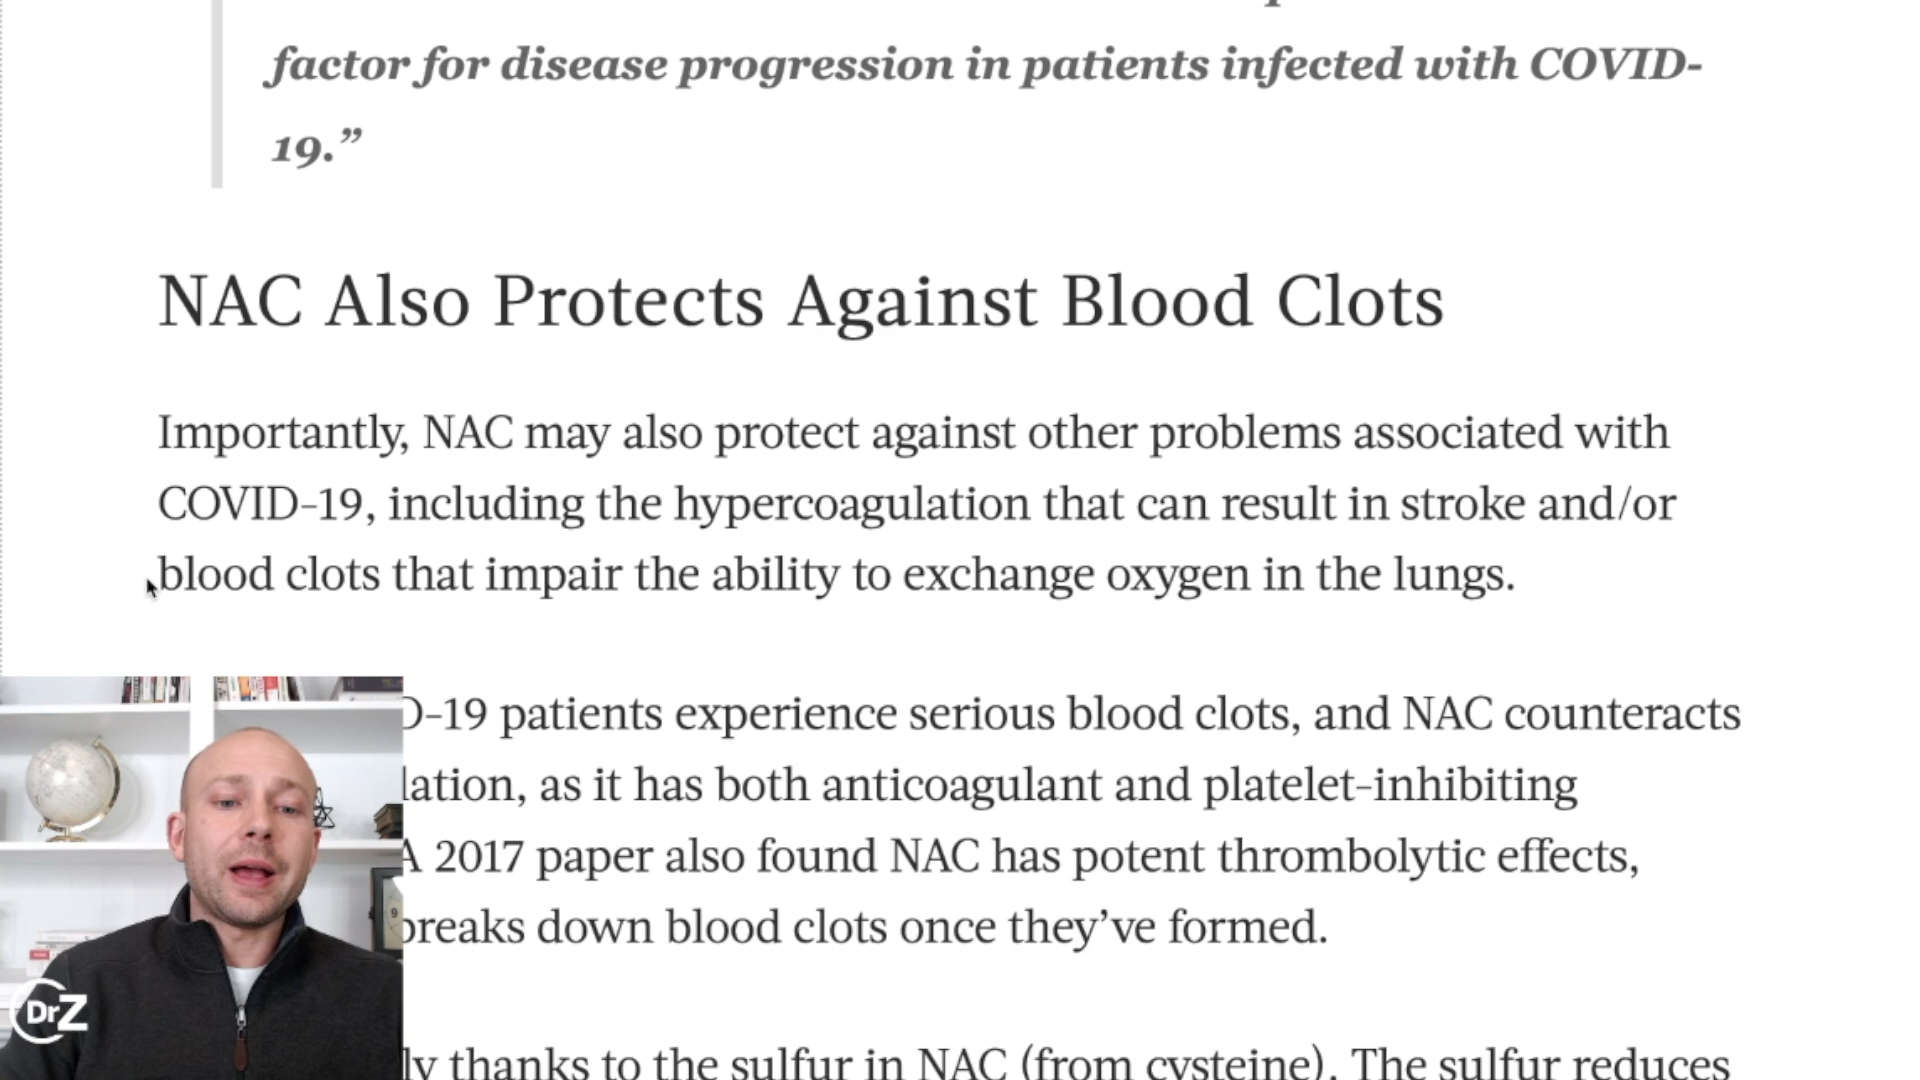 factor for disease progression in patients infected with COVID-
19.”
NAC Also Protects Against Blood Clots
Importantly, NAC may also protect against other problems associated with
COVID-19, including the hypercoagulation that can result in stroke and/or
blood clots that impair the ability to exchange oxygen in the lungs.
D-19 patients experience serious blood clots, and NAC counteracts
lation, as it has both anticoagulant and platelet-inhibiting
A 2017 paper also found NAC has potent thrombolytic effects,
breaks down blood clots once they’ve formed.
ly thanks to the sulfur in NAC (from cysteine). The sulfur reduces
DrZ
9